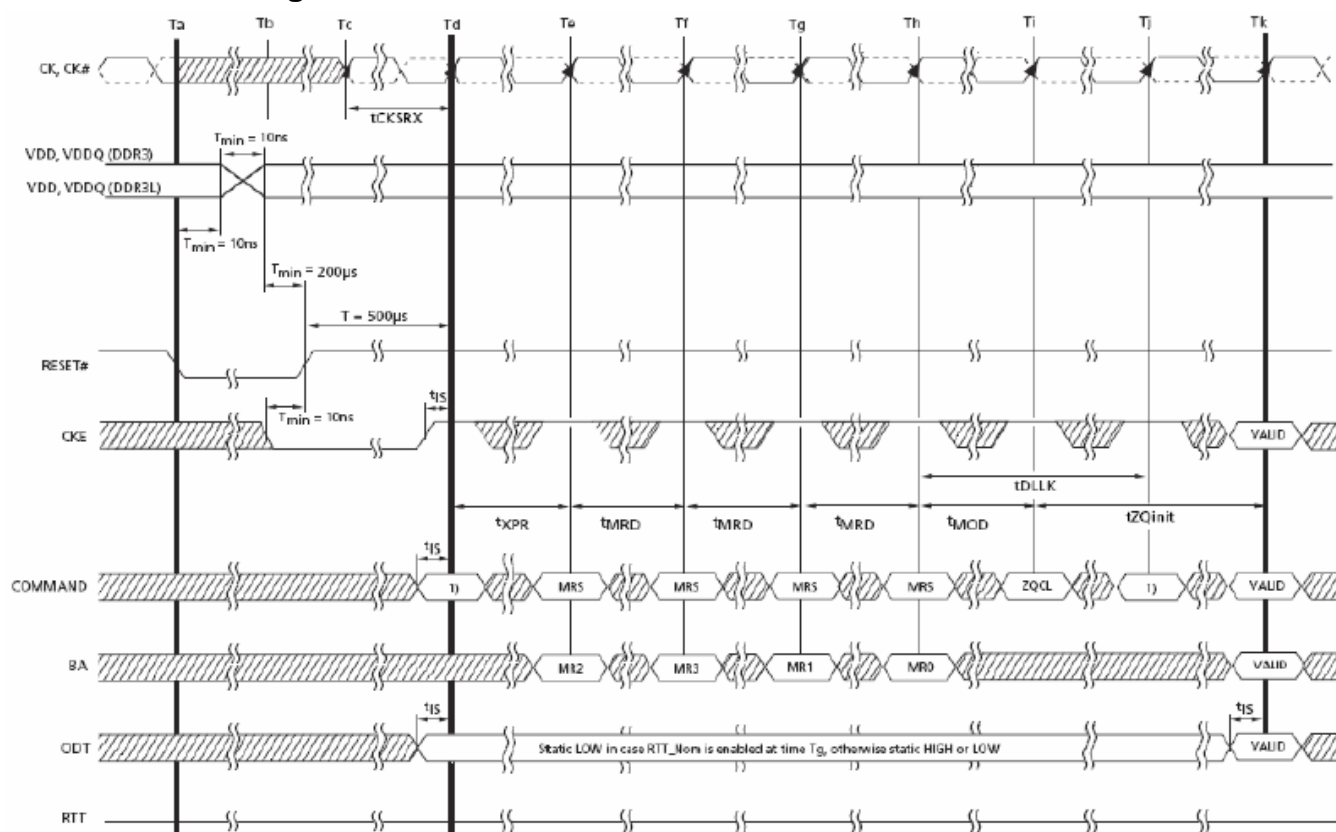 Ta Tb Tc Td Te Tf Tg Th Ti Tj Tk
CK, CK#
tCKSRX
Tmin = 10ns
VDD, VDDQ (DDR3)
VDD, VDDQ (DDR3L)
Tmin = 10ns
Tmin = 200µs
T = 500µs
RESET#
Tmin = 10ns
tIS
CKE
VALID
tDLLK
tXPR tMRD tMRD tMRD tMOD tZQinit
tIS
COMMAND 1) MRS MRS MRS MRS ZQCL 1) VALID
BA MR2 MR3 MR1 MR0 VALID
tIS tIS
ODT Static LOW in case RTT_Nom is enabled at time Tg, otherwise static HIGH or LOW VALID
RTT